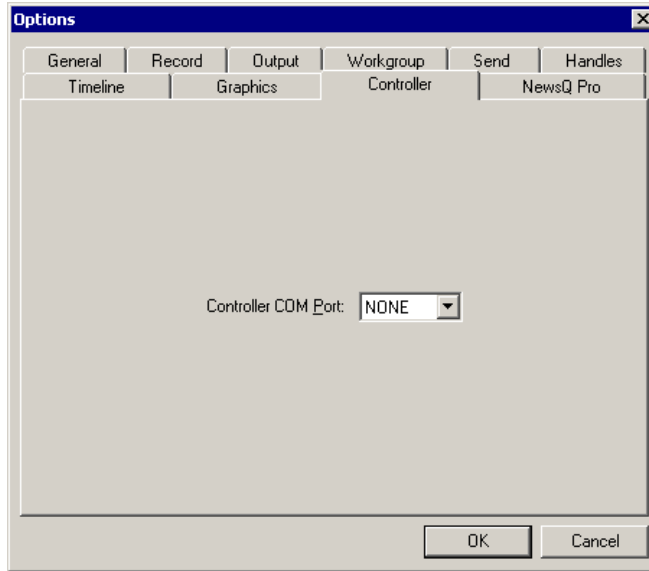 Options
General Record Output Workgroup Send Handles
Timeline Graphics Controller NewsQ Pro
Controller COM Port: NONE
OK Cancel